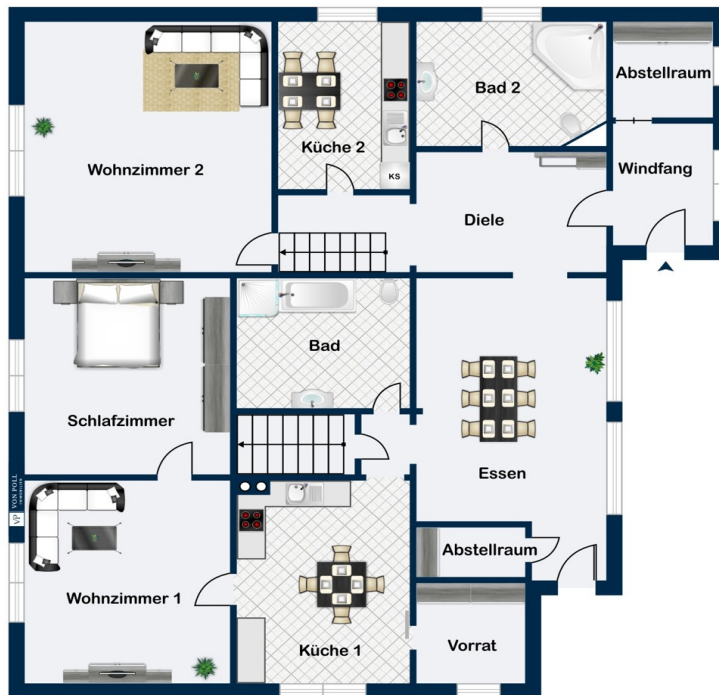 Abstellraum
Bad 2
Küche 2
Wohnzimmer 2
KS
Windfang
Diele
Bad
Schlafzimmer
Essen
VP VON POLL
IMMOBILIEN
Abstellraum
Wohnzimmer 1
Küche 1
Vorrat